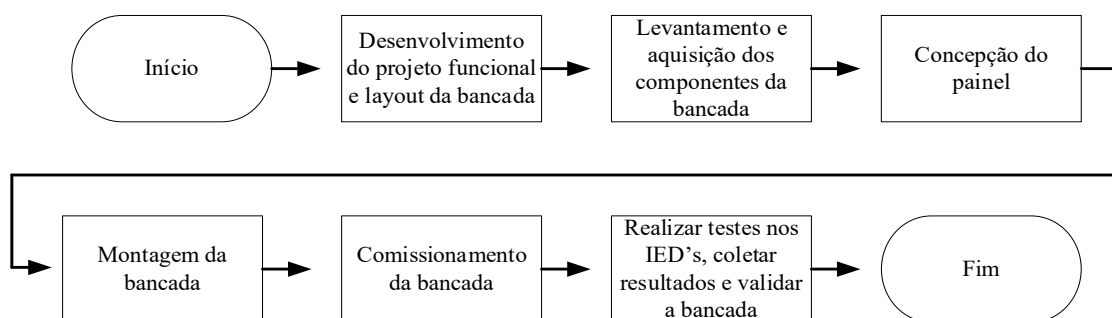 Início
Desenvolvimento
do projeto funcional
e layout da bancada
Levantamento e
aquisição dos
componentes da
bancada
Concepção do
painel
Montagem da
bancada
Comissionamento
da bancada
Realizar testes nos
IED’s, coletar
resultados e validar
a bancada
Fim